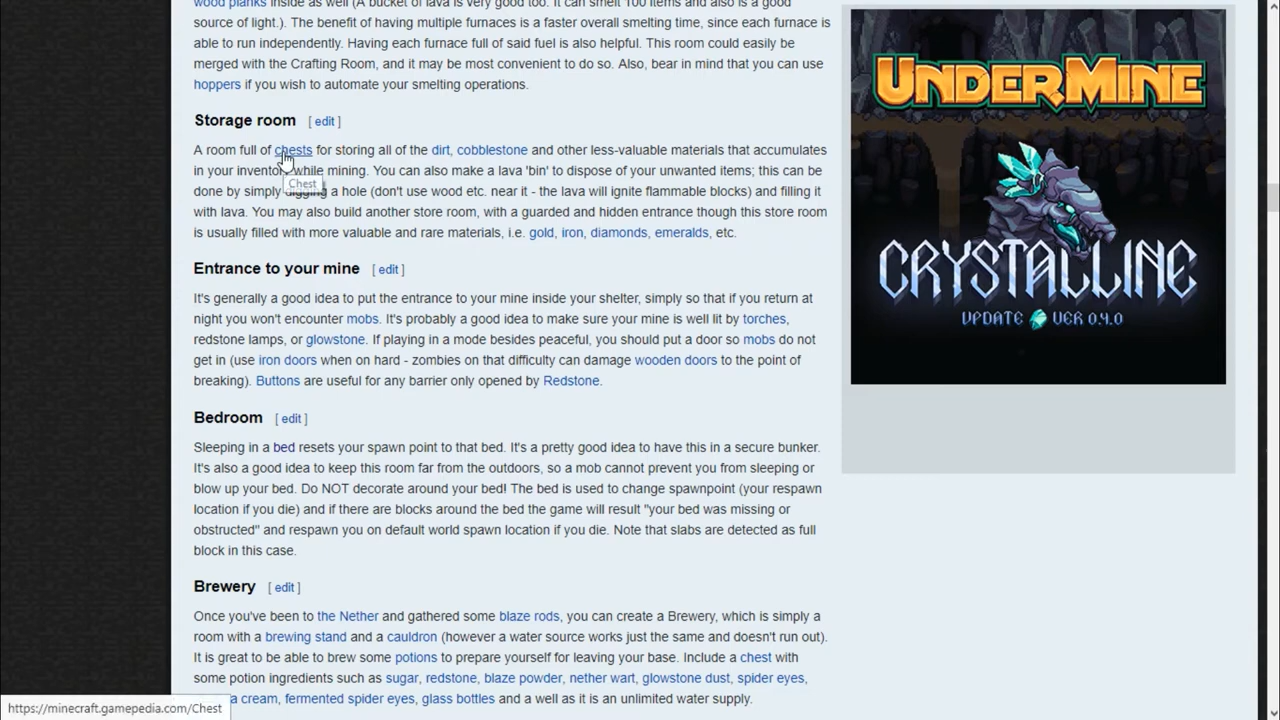 wood planks inside as well (A bucket of lava is very good too. It can smelt 100 items and also is a good
source of light.). The benefit of having multiple furnaces is a faster overall smelting time, since each furnace is
able to run independently. Having each furnace full of said fuel is also helpful. This room could easily be
merged with the Crafting Room, and it may be most convenient to do so. Also, bear in mind that you can use
hoppers if you wish to automate your smelting operations.
Storage room [ edit ]
A room full of chests for storing all of the dirt, cobblestone and other less-valuable materials that accumulates
in your inventory while mining. You can also make a lava 'bin' to dispose of your unwanted items; this can be
Chest
done by simply digging a hole (don't use wood etc. near it - the lava will ignite flammable blocks) and filling it
with lava. You may also build another store room, with a guarded and hidden entrance though this store room
is usually filled with more valuable and rare materials, i.e. gold, iron, diamonds, emeralds, etc.
Entrance to your mine [ edit ]
It's generally a good idea to put the entrance to your mine inside your shelter, simply so that if you return at
night you won't encounter mobs. It's probably a good idea to make sure your mine is well lit by torches,
redstone lamps, or glowstone. If playing in a mode besides peaceful, you should put a door so mobs do not
get in (use iron doors when on hard - zombies on that difficulty can damage wooden doors to the point of
breaking). Buttons are useful for any barrier only opened by Redstone.
Bedroom [ edit ]
Sleeping in a bed resets your spawn point to that bed. It's a pretty good idea to have this in a secure bunker.
It's also a good idea to keep this room far from the outdoors, so a mob cannot prevent you from sleeping or
blow up your bed. Do NOT decorate around your bed! The bed is used to change spawnpoint (your respawn
location if you die) and if there are blocks around the bed the game will result "your bed was missing or
obstructed" and respawn you on default world spawn location if you die. Note that slabs are detected as full
block in this case.
Brewery [ edit ]
Once you've been to the Nether and gathered some blaze rods, you can create a Brewery, which is simply a
room with a brewing stand and a cauldron (however a water source works just the same and doesn't run out).
It is great to be able to brew some potions to prepare yourself for leaving your base. Include a chest with
some potion ingredients such as sugar, redstone, blaze powder, nether wart, glowstone dust, spider eyes,
cream, fermented spider eyes, glass bottles and a well as it is an unlimited water supply.
https://minecraft.gamepedia.com/Chest
UNDERMINE
CRYSTALLINE
UPDATE VER 0.4.0